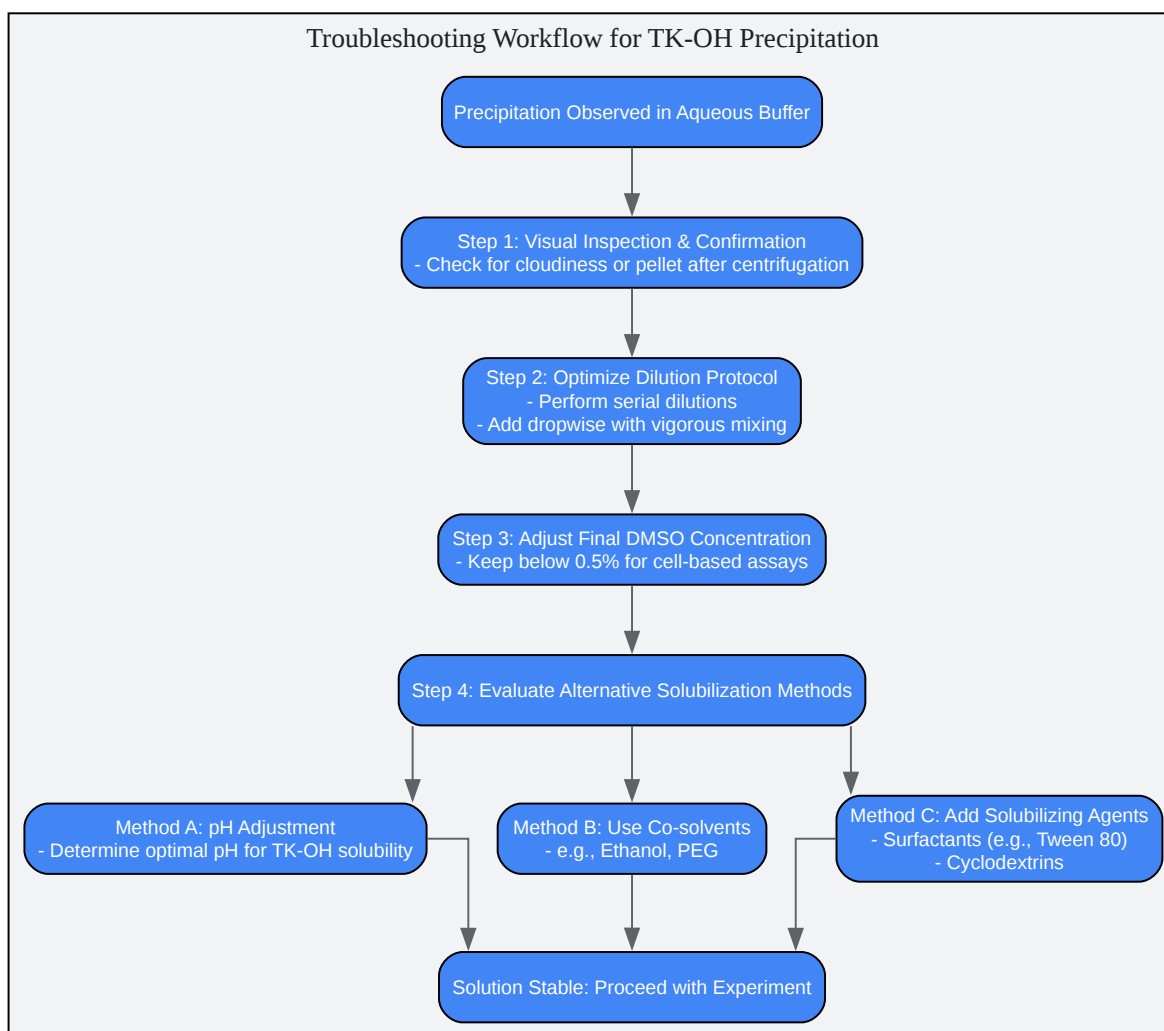 Troubleshooting Workflow for TK-OH Precipitation
Precipitation Observed in Aqueous Buffer
Step 1: Visual Inspection & Confirmation
- Check for cloudiness or pellet after centrifugation
Step 2: Optimize Dilution Protocol
- Perform serial dilutions
- Add dropwise with vigorous mixing
Step 3: Adjust Final DMSO Concentration
- Keep below 0.5% for cell-based assays
Step 4: Evaluate Alternative Solubilization Methods
Method A: pH Adjustment
- Determine optimal pH for TK-OH solubility
Method B: Use Co-solvents
- e.g., Ethanol, PEG
Method C: Add Solubilizing Agents
- Surfactants (e.g., Tween 80)
- Cyclodextrins
Solution Stable: Proceed with Experiment